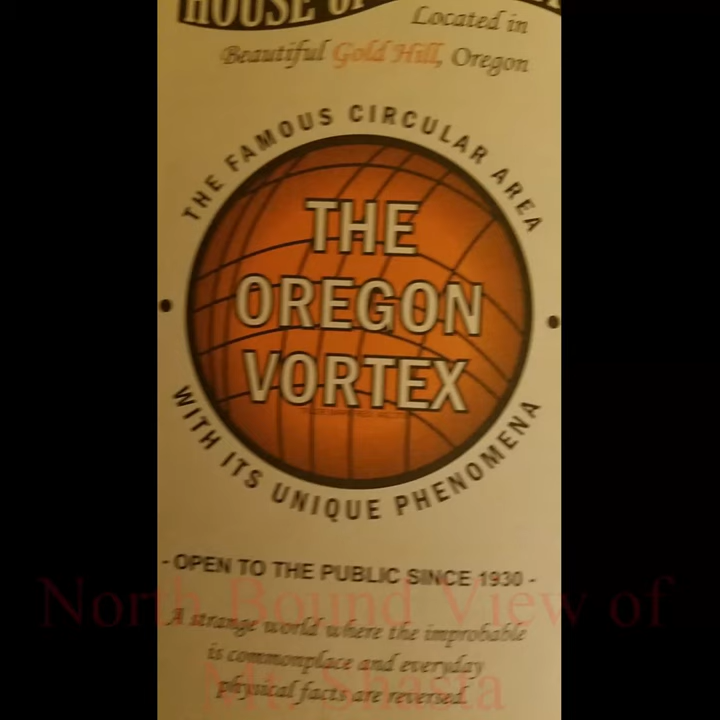 HOUSE OF
Located in
Beautiful Gold Hill, Oregon
THE FAMOUS CIRCULAR AREA
THE
OREGON
VORTEX
WITH ITS UNIQUE PHENOMENA
- OPEN TO THE PUBLIC SINCE 1930 -
North Bound View of
A strange world where the improbable
is commonplace and everyday
Mt. Shasta
physical facts are reversed.